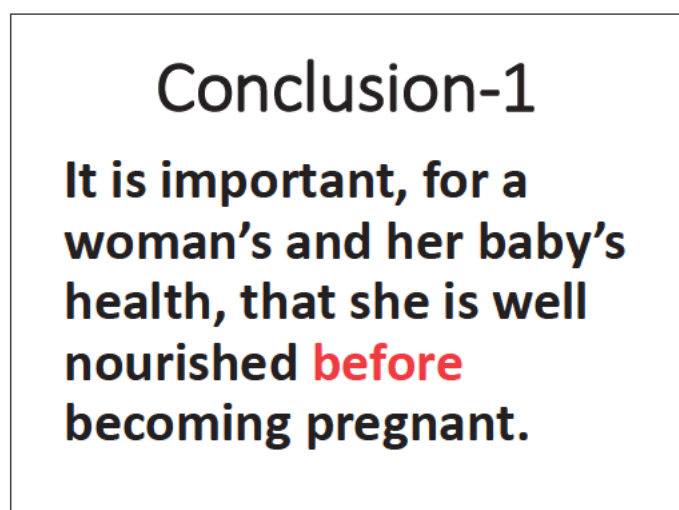 Conclusion-1
It is important, for a
woman’s and her baby’s
health, that she is well
nourished before
becoming pregnant.